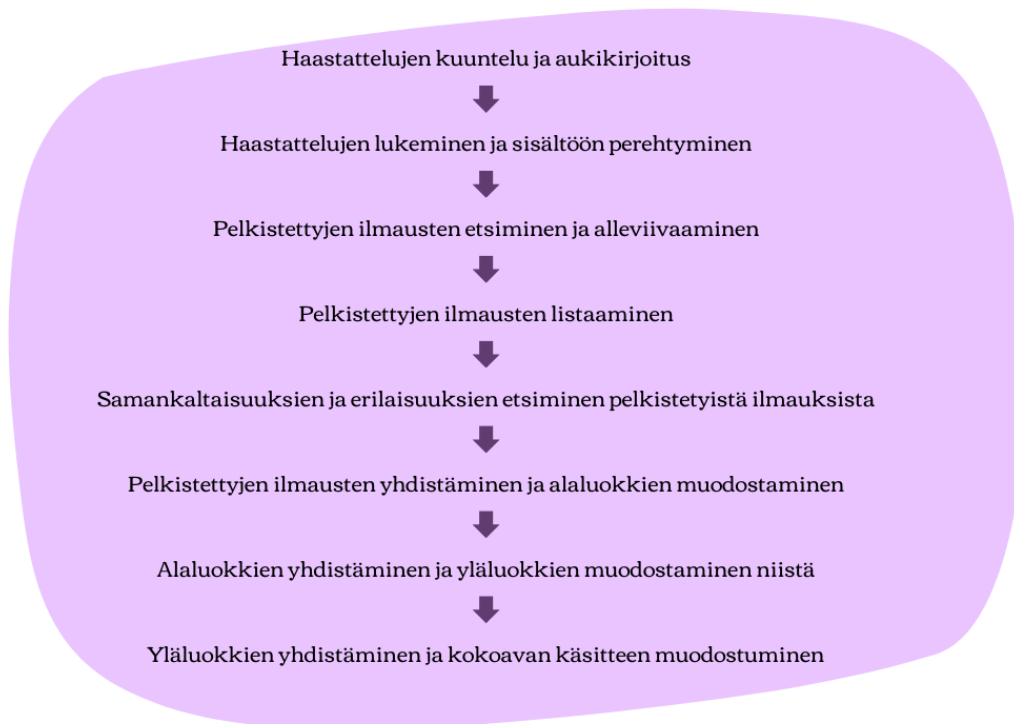 Haastattelujen kuuntelu ja aukikirjoitus
Haastattelujen lukeminen ja sisältöön perehtyminen
Pelkistettyjen ilmausten etsiminen ja alleviivaaminen
Pelkistettyjen ilmausten listaaminen
Samankaltaisuuksien ja erilaisuuksien etsiminen pelkistetyistä ilmauksista
Pelkistettyjen ilmausten yhdistäminen ja alaluokkien muodostaminen
Alaluokkien yhdistäminen ja yläluokkien muodostaminen niistä
Yläluokkien yhdistäminen ja kokoavan käsitteen muodostuminen